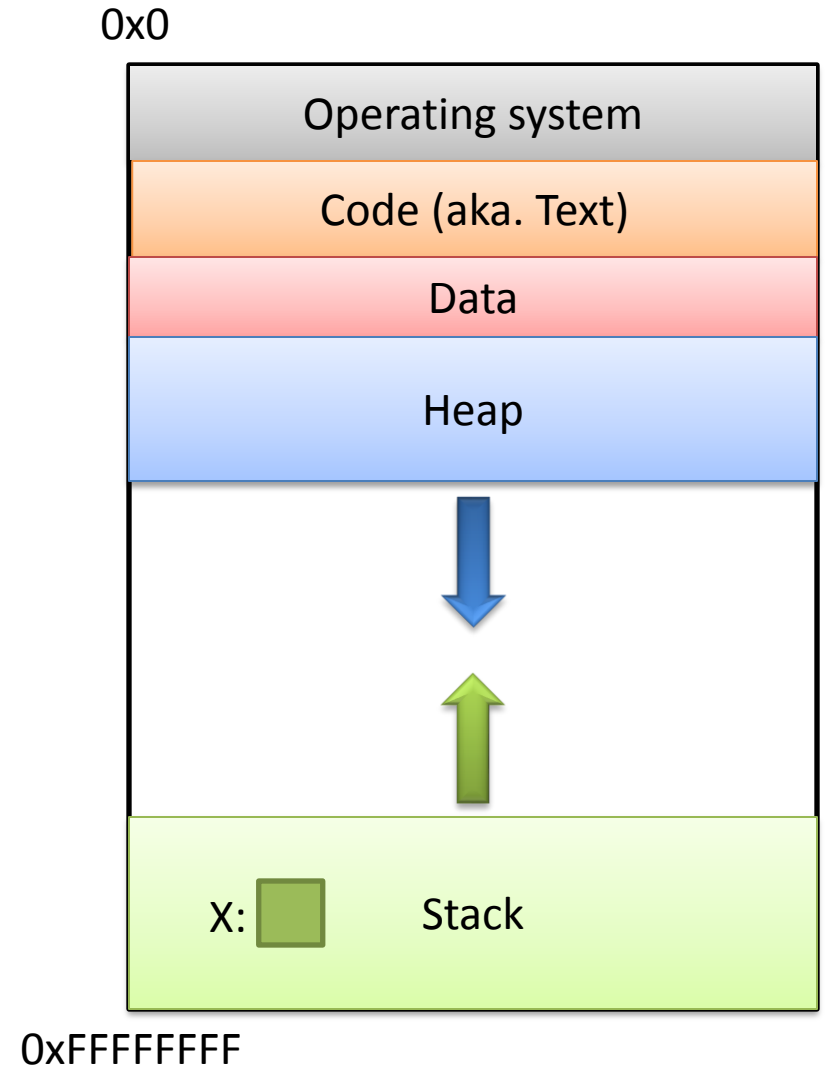 0x0
Operating system
Code (aka. Text)
Data
Heap
X:
Stack
0xFFFFFFFF